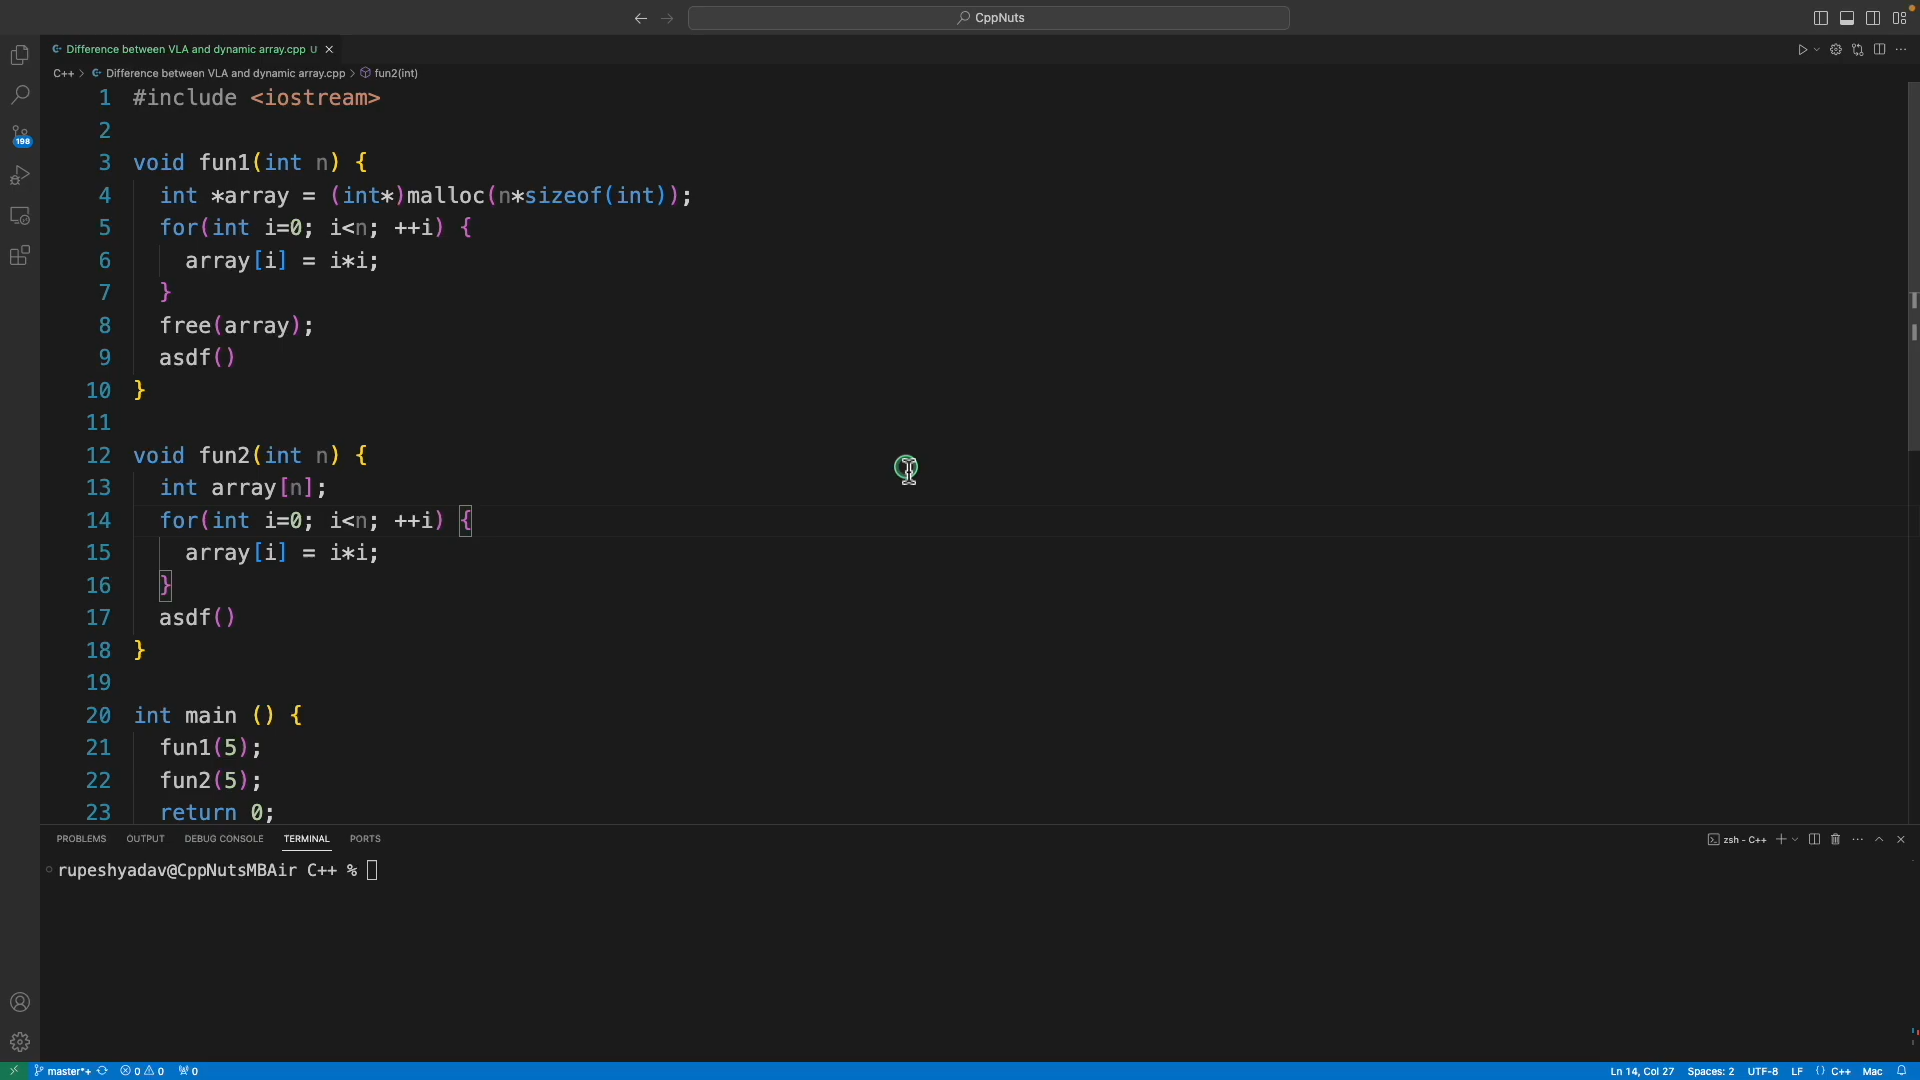 CppNuts
Difference between VLA and dynamic array.cpp U
C++ > Difference between VLA and dynamic array.cpp > fun2(int)
1 #include <iostream>
2
3 void fun1(int n) {
4 int *array = (int*)malloc(n*sizeof(int));
5 for(int i=0; i<n; ++i) {
6 array[i] = i*i;
7 }
8 free(array);
9 asdf()
10 }
11
12 void fun2(int n) {
13 int array[n];
14 for(int i=0; i<n; ++i) {
15 array[i] = i*i;
16 }
17 asdf()
18 }
19
20 int main () {
21 fun1(5);
22 fun2(5);
23 return 0;
198
PROBLEMS OUTPUT DEBUG CONSOLE TERMINAL PORTS zsh - C++
rupeshyadav@CppNutsMBAir C++ %
master*+ 0 0 0 Ln 14, Col 27 Spaces: 2 UTF-8 LF {} C++ Mac